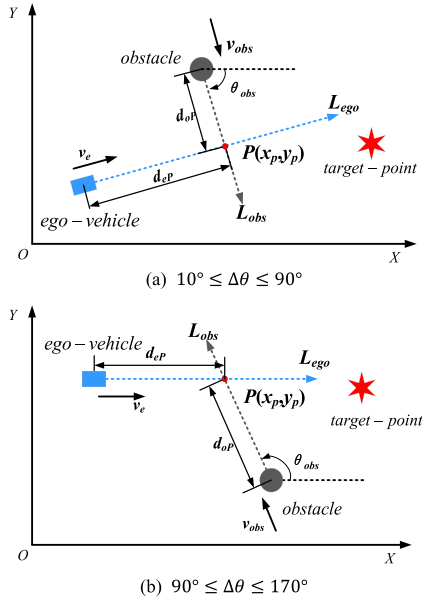 Y
v_obs
obstacle
θ_obs
L_ego
d_oP
v_e
P(x_p,y_p)
target-point
d_eP
L_obs
ego-vehicle
O
X
(a) 10° ≤ Δθ ≤ 90°
Y
L_obs
ego-vehicle
d_eP
L_ego
P(x_p,y_p)
v_e
target-point
d_oP
θ_obs
obstacle
v_obs
O
X
(b) 90° ≤ Δθ ≤ 170°